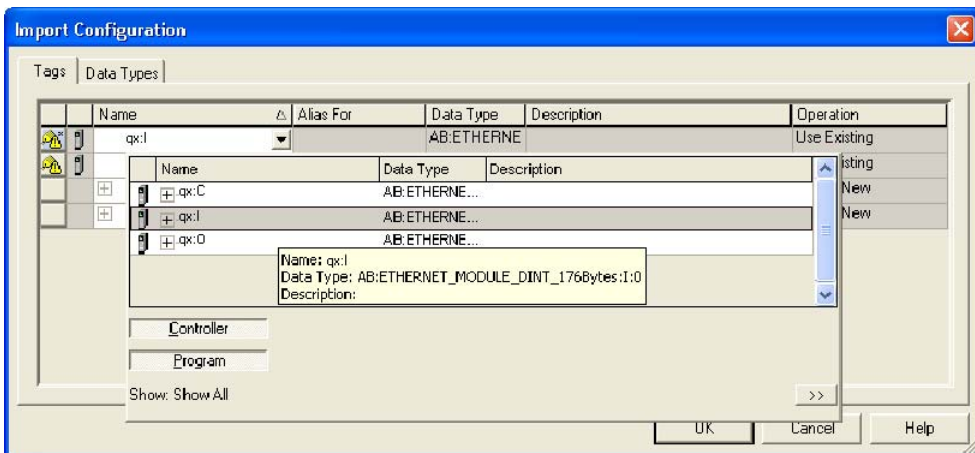 Import Configuration
Tags Data Types
Name Alias For Data Type Description Operation
qx:I AB:ETHERNE Use Existing
Name Data Type Description isting
qx:C AB:ETHERNE... New
qx:I AB:ETHERNE... New
qx:O AB:ETHERNE...
Name: qx:I
Data Type: AB:ETHERNET_MODULE_DINT_176Bytes:I:0
Description:
Controller
Program
Show: Show All >>
OK Cancel Help